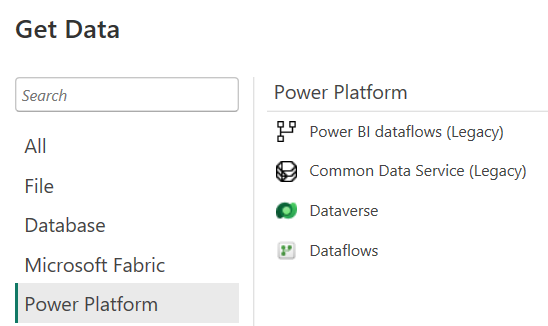 Get Data
Search
All
File
Database
Microsoft Fabric
Power Platform
Power Platform
Power BI dataflows (Legacy)
Common Data Service (Legacy)
Dataverse
Dataflows